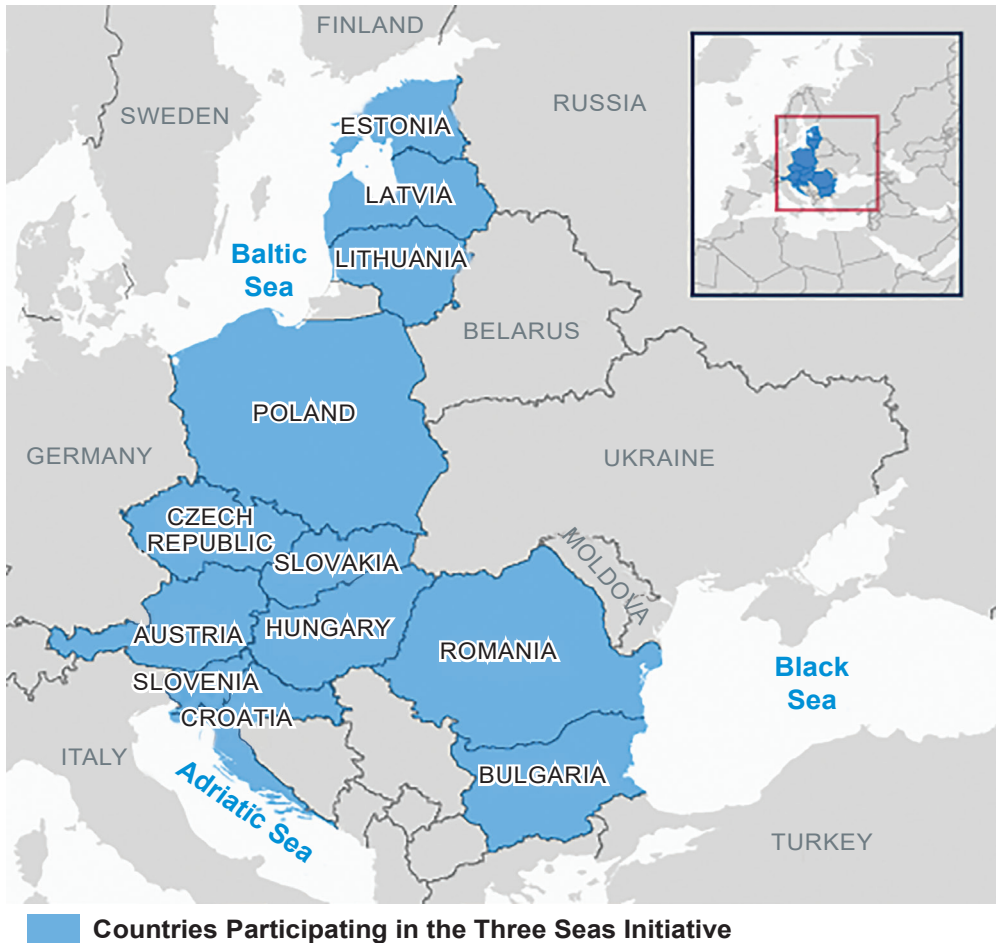 FINLAND
SWEDEN
RUSSIA
ESTONIA
LATVIA
Baltic
Sea
LITHUANIA
BELARUS
POLAND
GERMANY
UKRAINE
CZECH
REPUBLIC
SLOVAKIA
MOLDOVA
AUSTRIA
HUNGARY
ROMANIA
SLOVENIA
Black
Sea
CROATIA
ITALY
Adriatic Sea
BULGARIA
TURKEY
Countries Participating in the Three Seas Initiative